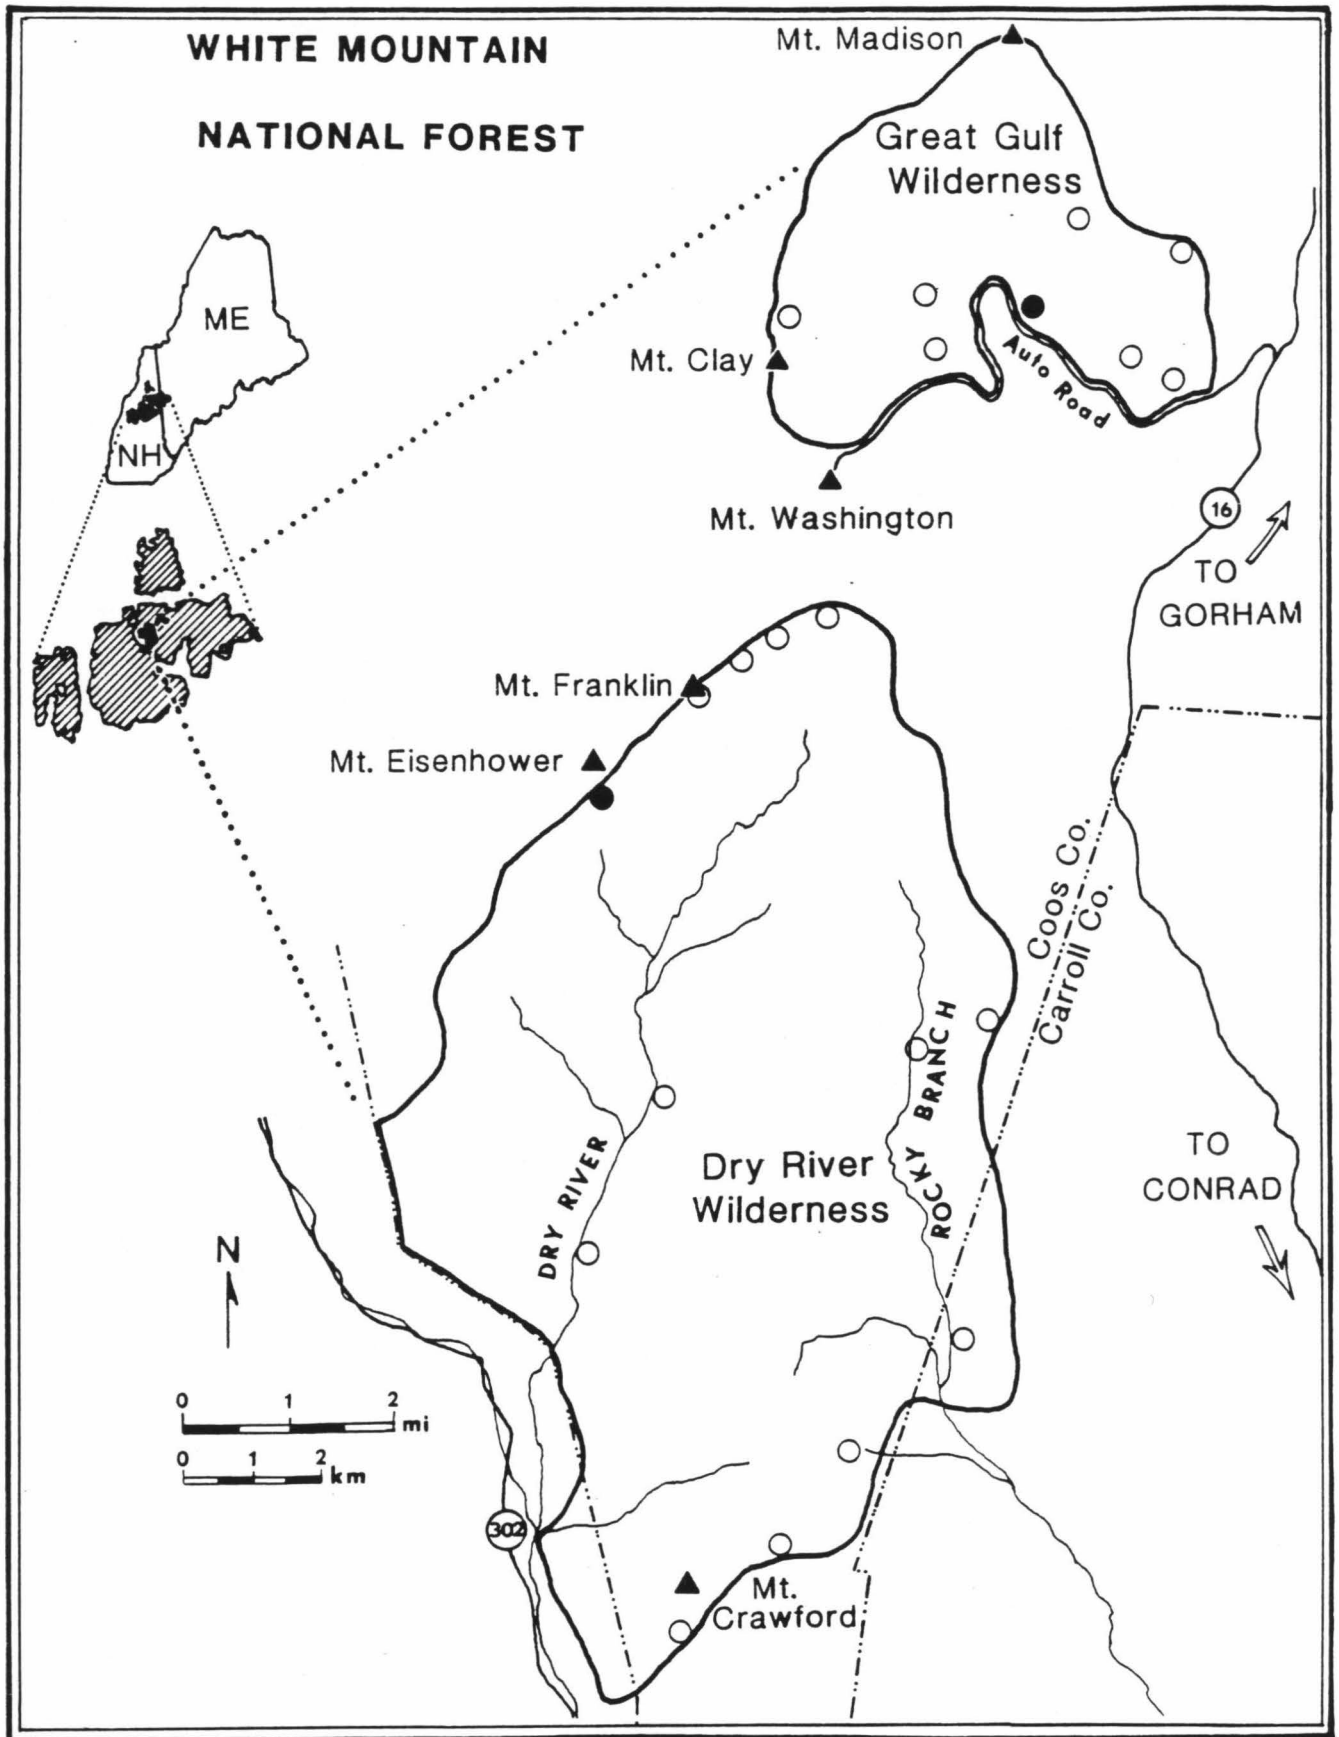 WHITE MOUNTAIN
NATIONAL FOREST
Mt. Madison
Great Gulf
Wilderness
ME
NH
Mt. Clay
Auto Road
Mt. Washington
16
TO
GORHAM
Mt. Franklin
Mt. Eisenhower
Coos Co.
Carroll Co.
ROCKY BRANCH
DRY RIVER
Dry River
Wilderness
TO
CONRAD
N
0 1 2
mi
0 1 2
km
302
Mt.
Crawford